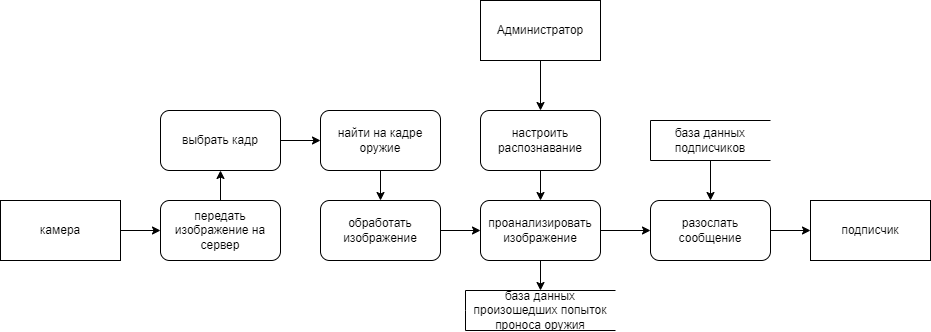 Администратор
выбрать кадр
найти на кадре
оружие
настроить
распознавание
база данных
подписчиков
камера
передать
изображение на
сервер
обработать
изображение
проанализировать
изображение
разослать
сообщение
подписчик
база данных
произошедших попыток
проноса оружия